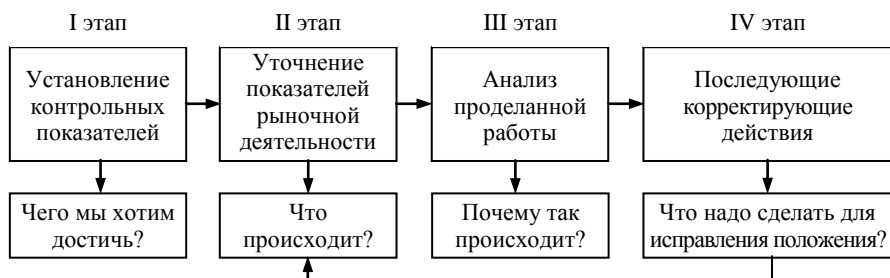 I этап
II этап
III этап
IV этап
Установление
контрольных
показателей
Уточнение
показателей
рыночной
деятельности
Анализ
проделанной
работы
Последующие
корректирующие
действия
Чего мы хотим
достичь?
Что
происходит?
Почему так
происходит?
Что надо сделать для
исправления положения?